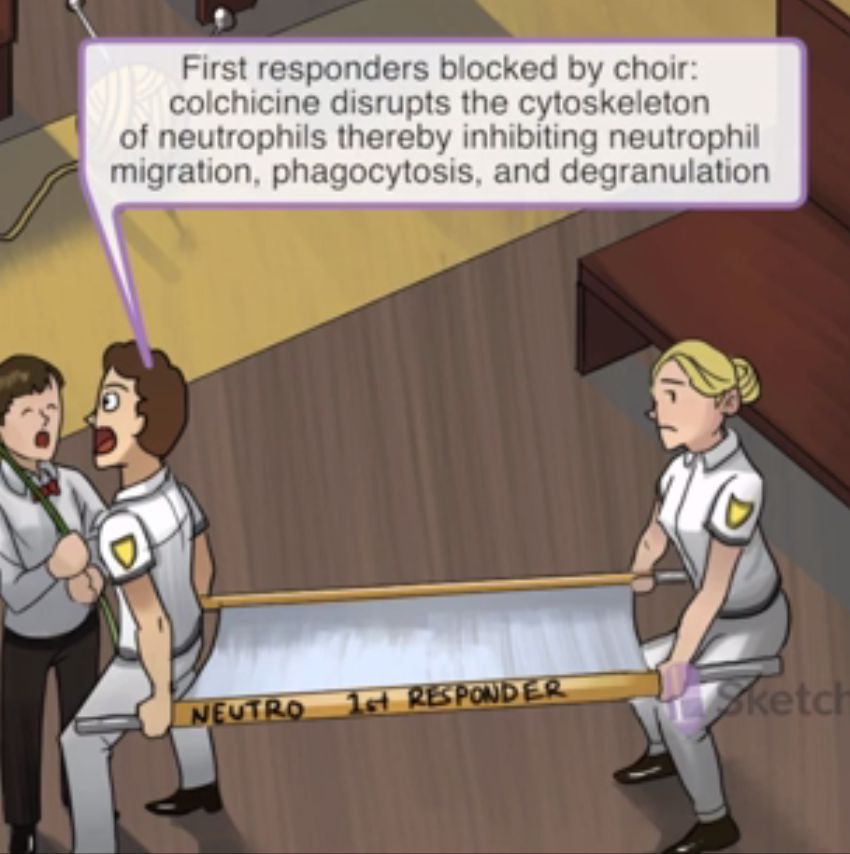 First responders blocked by choir:
colchicine disrupts the cytoskeleton
of neutrophils thereby inhibiting neutrophil
migration, phagocytosis, and degranulation
NEUTRO 1st RESPONDER
Sketch